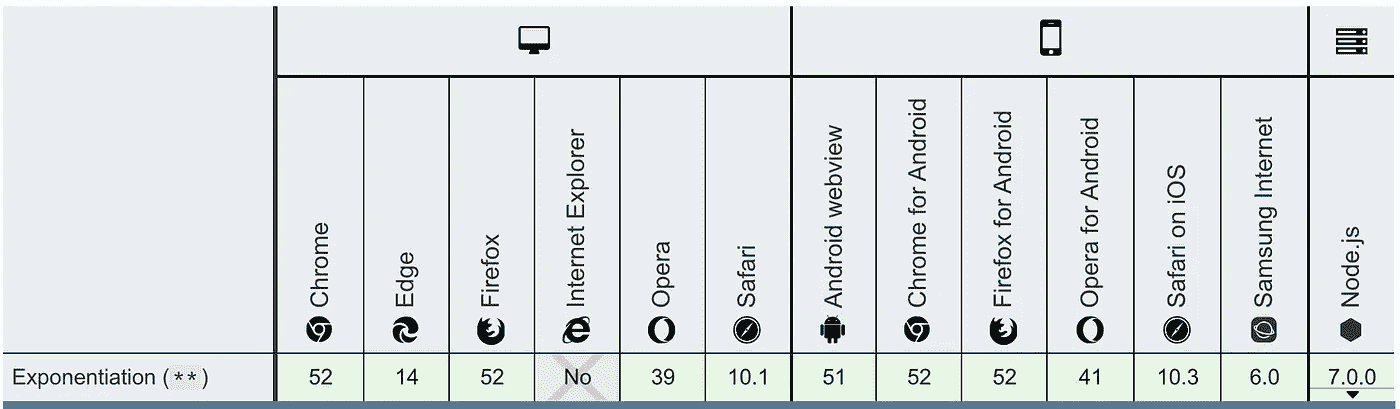 Chrome
Edge
Firefox
Internet Explorer
Opera
Safari
Android webview
Chrome for Android
Firefox for Android
Opera for Android
Safari on iOS
Samsung Internet
Node.js
Exponentiation (**) 52 14 52 No 39 10.1 51 52 52 41 10.3 6.0 7.0.0